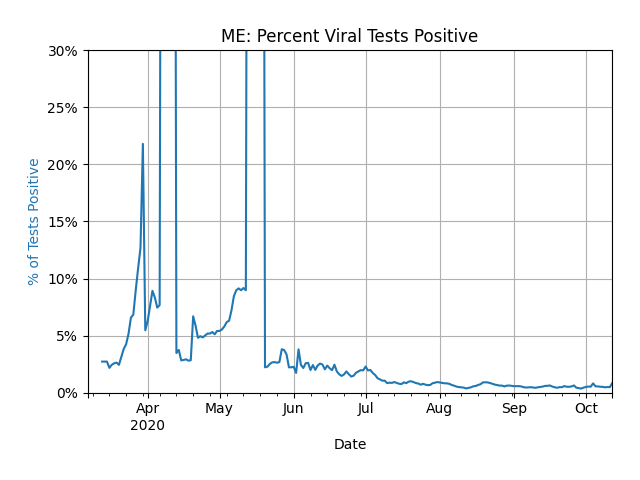 ME: Percent Viral Tests Positive
30%
25%
20%
15%
10%
5%
0%
% of Tests Positive
Apr
2020
May
Jun
Jul
Aug
Sep
Oct
Date